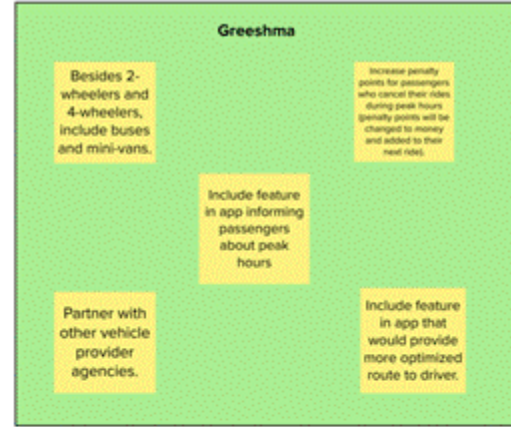 Greeshma
Besides 2-
wheelers and
4-wheelers,
include buses
and mini-vans.
Increase penalty
points for passengers
who cancel their rides
during peak hours
(penalty points will be
changed to money
and added to their
next ride).
Include feature
in app informing
passengers
about peak
hours
Partner with
other vehicle
provider
agencies.
Include feature
in app that
would provide
more optimized
route to driver.